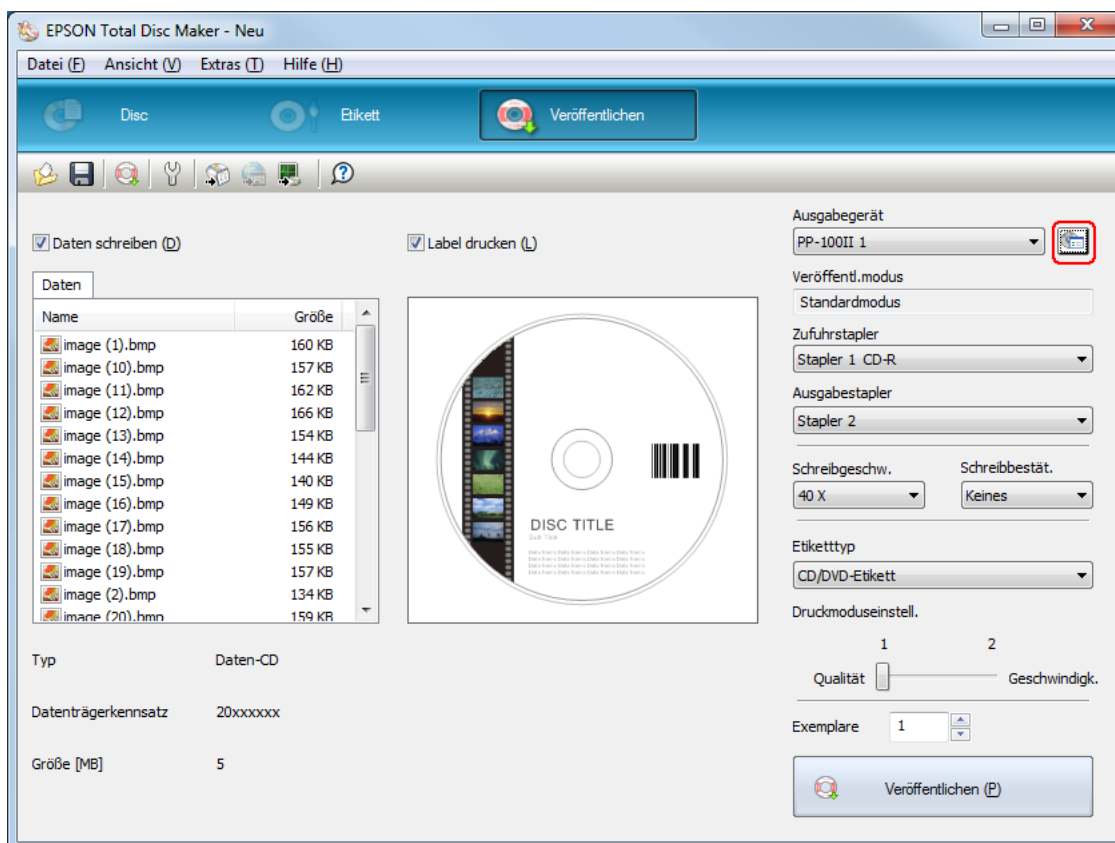 EPSON Total Disc Maker - Neu
Datei (F) Ansicht (V) Extras (T) Hilfe (H)
Disc Etikett Veröffentlichen
Daten schreiben (D)
Label drucken (L)
Daten
Name Größe
image (1).bmp 160 KB
image (10).bmp 157 KB
image (11).bmp 162 KB
image (12).bmp 166 KB
image (13).bmp 154 KB
image (14).bmp 144 KB
image (15).bmp 140 KB
image (16).bmp 149 KB
image (17).bmp 156 KB
image (18).bmp 155 KB
image (19).bmp 157 KB
image (2).bmp 134 KB
image (20).bmp 159 KB
DISC TITLE
Sub Title
Typ Daten-CD
Datenträgerkennsatz 20xxxxxx
Größe [MB] 5
Ausgabegerät
PP-100II 1
Veröffentl.modus
Standardmodus
Zufuhrstapler
Stapler 1 CD-R
Ausgabestapler
Stapler 2
Schreibgeschw. Schreibbestät.
40 X Keines
Etiketttyp
CD/DVD-Etikett
Druckmoduseinstell.
1 2
Qualität Geschwindigk.
Exemplare 1
Veröffentlichen (P)